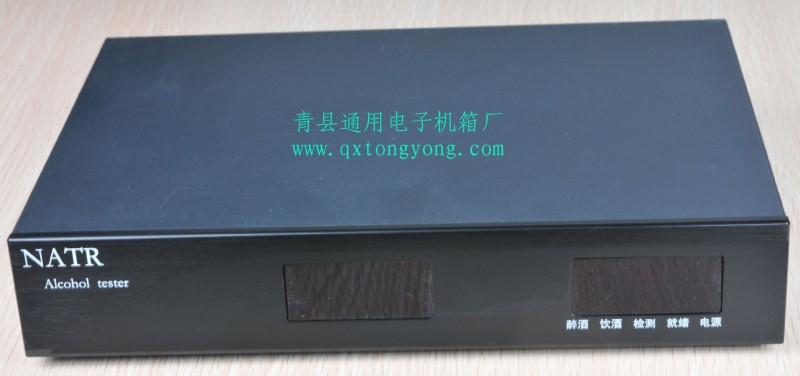 青县通用电子机箱厂
www.qxtongyong.com
NATR
Alcohol tester
醉酒 饮酒 检测 就绪 电源